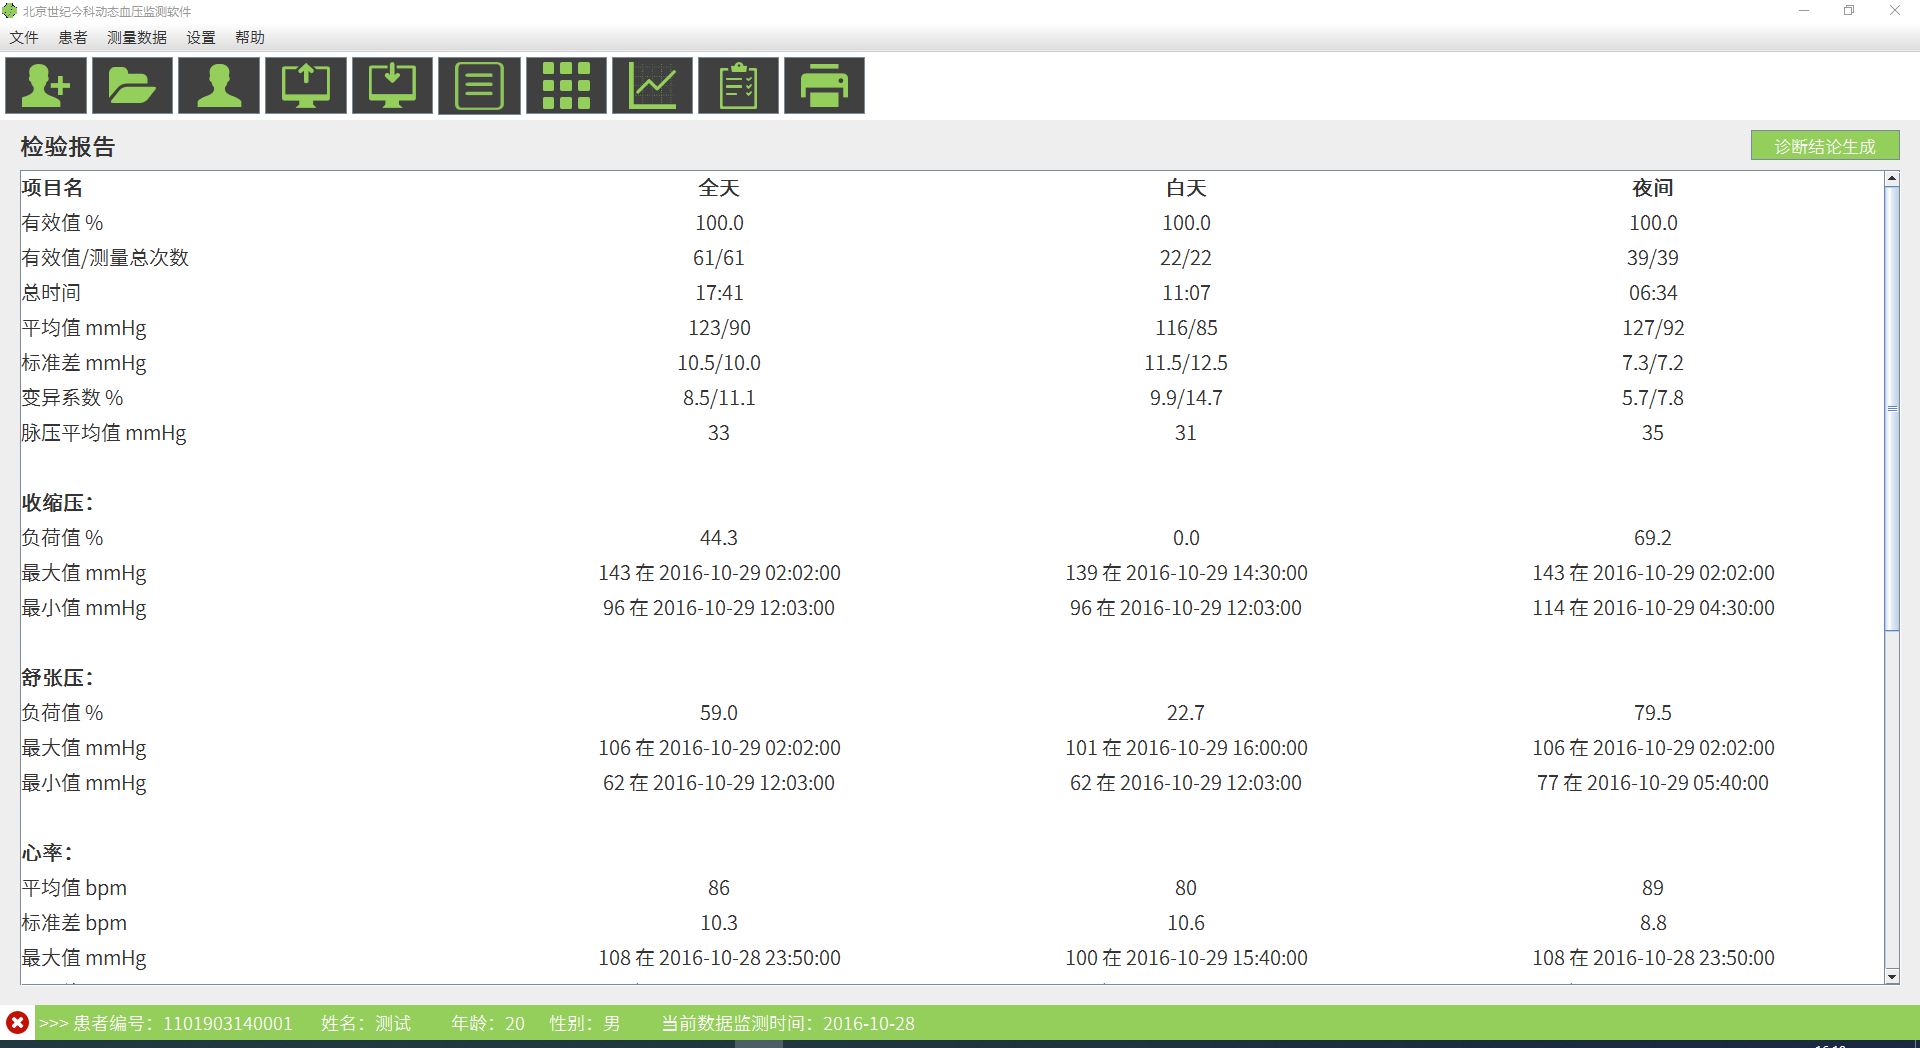 北京世纪今科动态血压监测软件
文件 患者 测量数据 设置 帮助
检验报告 诊断结论生成
项目名 全天 白天 夜间
有效值 % 100.0 100.0 100.0
有效值/测量总次数 61/61 22/22 39/39
总时间 17:41 11:07 06:34
平均值 mmHg 123/90 116/85 127/92
标准差 mmHg 10.5/10.0 11.5/12.5 7.3/7.2
变异系数 % 8.5/11.1 9.9/14.7 5.7/7.8
脉压平均值 mmHg 33 31 35
收缩压：
负荷值 % 44.3 0.0 69.2
最大值 mmHg 143 在 2016-10-29 02:02:00 139 在 2016-10-29 14:30:00 143 在 2016-10-29 02:02:00
最小值 mmHg 96 在 2016-10-29 12:03:00 96 在 2016-10-29 12:03:00 114 在 2016-10-29 04:30:00
舒张压：
负荷值 % 59.0 22.7 79.5
最大值 mmHg 106 在 2016-10-29 02:02:00 101 在 2016-10-29 16:00:00 106 在 2016-10-29 02:02:00
最小值 mmHg 62 在 2016-10-29 12:03:00 62 在 2016-10-29 12:03:00 77 在 2016-10-29 05:40:00
心率：
平均值 bpm 86 80 89
标准差 bpm 10.3 10.6 8.8
最大值 mmHg 108 在 2016-10-28 23:50:00 100 在 2016-10-29 15:40:00 108 在 2016-10-28 23:50:00
>>> 患者编号：1101903140001 姓名：测试 年龄：20 性别：男 当前数据监测时间：2016-10-28